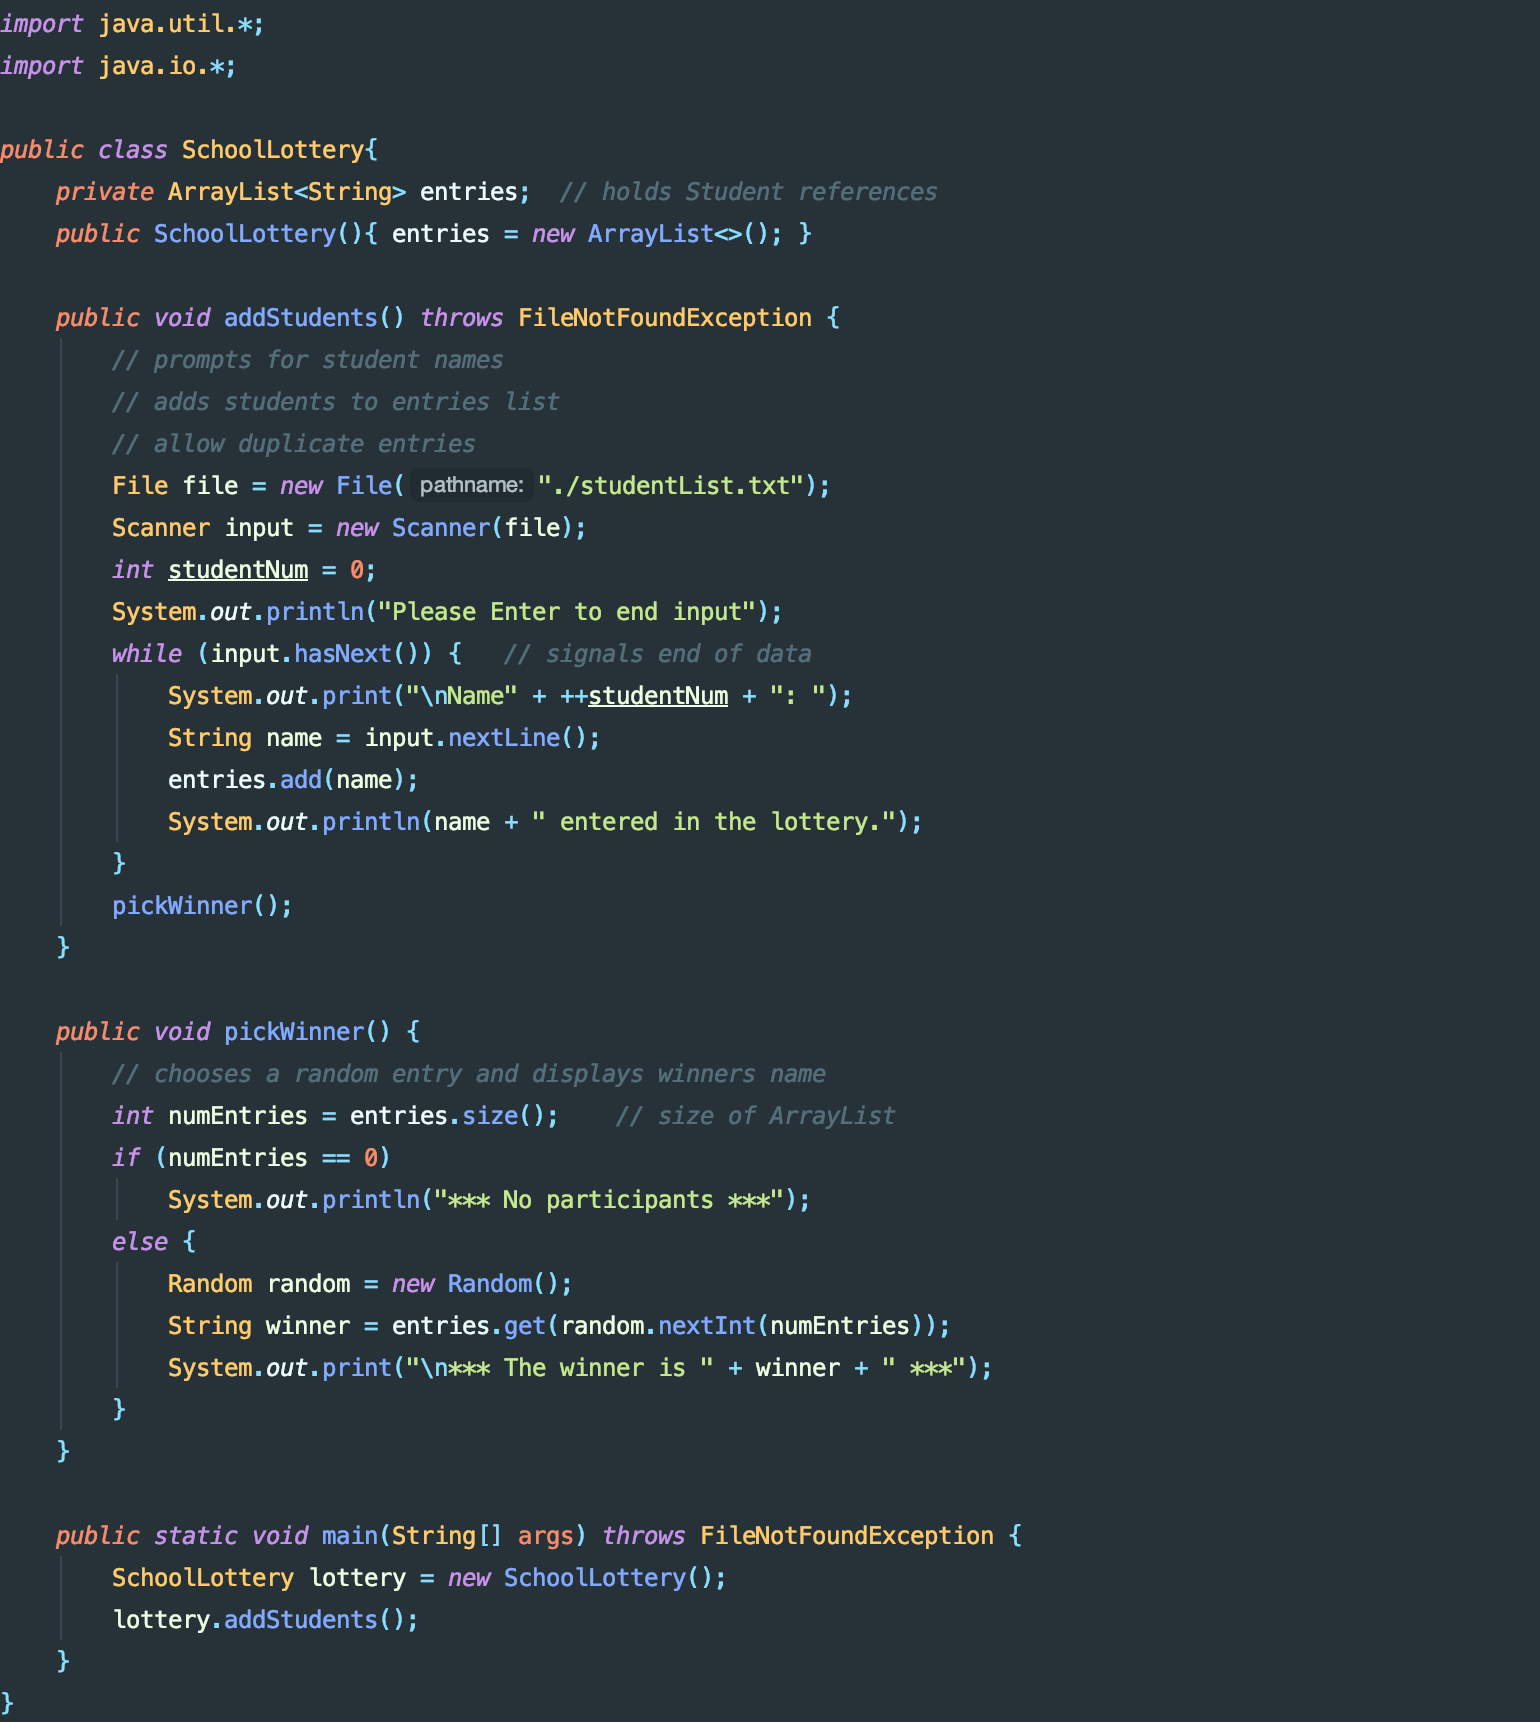 import java.util.*;
import java.io.*;

public class SchoolLottery{
    private ArrayList<String> entries;  // holds Student references
    public SchoolLottery(){ entries = new ArrayList<>(); }

    public void addStudents() throws FileNotFoundException {
        // prompts for student names
        // adds students to entries list
        // allow duplicate entries
        File file = new File( pathname: "./studentList.txt");
        Scanner input = new Scanner(file);
        int studentNum = 0;
        System.out.println("Please Enter to end input");
        while (input.hasNext()) {   // signals end of data
            System.out.print("\nName" + ++studentNum + ": ");
            String name = input.nextLine();
            entries.add(name);
            System.out.println(name + " entered in the lottery.");
        }
        pickWinner();
    }

    public void pickWinner() {
        // chooses a random entry and displays winners name
        int numEntries = entries.size();    // size of ArrayList
        if (numEntries == 0)
            System.out.println("*** No participants ***");
        else {
            Random random = new Random();
            String winner = entries.get(random.nextInt(numEntries));
            System.out.print("\n*** The winner is " + winner + " ***");
        }
    }

    public static void main(String[] args) throws FileNotFoundException {
        SchoolLottery lottery = new SchoolLottery();
        lottery.addStudents();
    }
}